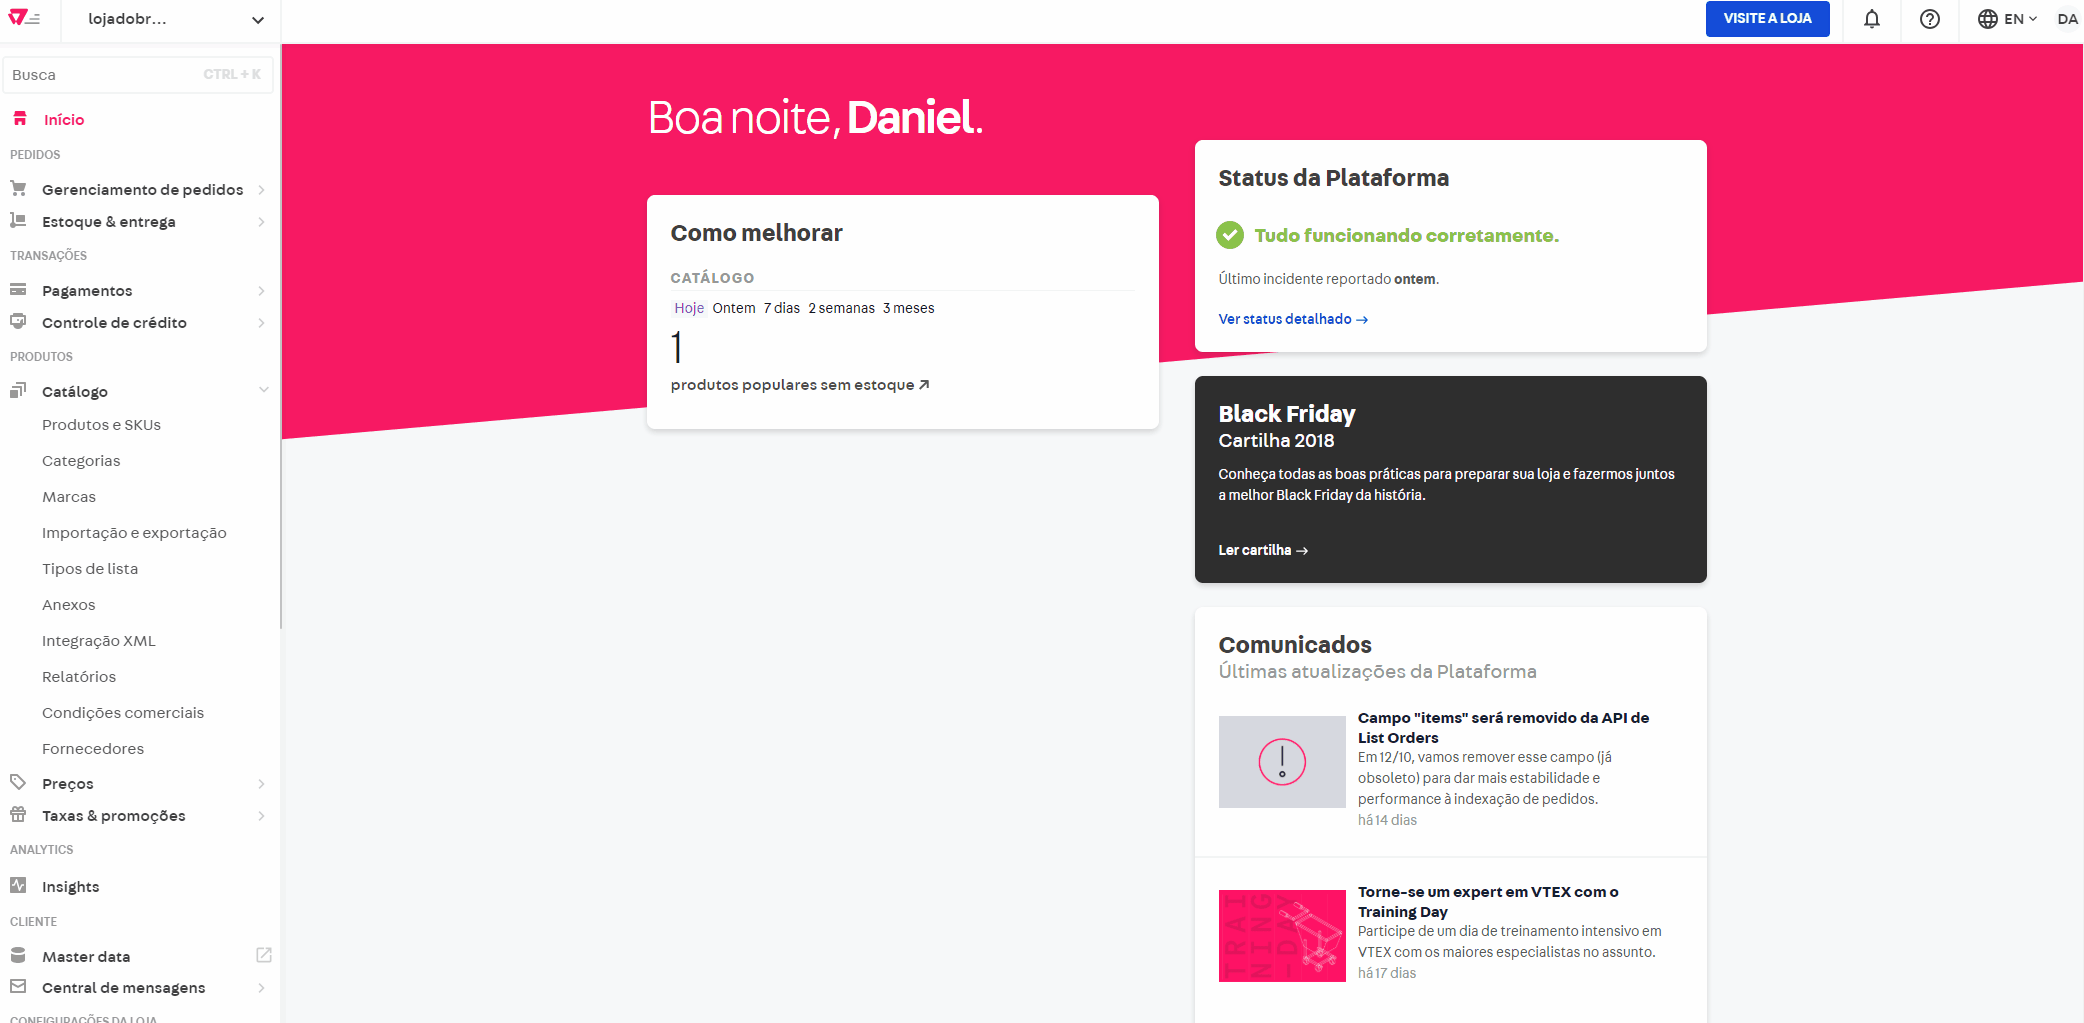 lojadobr...
VISITE A LOJA
EN
DA
Busca
CTRL + K
Início
PEDIDOS
Gerenciamento de pedidos
Estoque & entrega
TRANSAÇÕES
Pagamentos
Controle de crédito
PRODUTOS
Catálogo
Produtos e SKUs
Categorias
Marcas
Importação e exportação
Tipos de lista
Anexos
Integração XML
Relatórios
Condições comerciais
Fornecedores
Preços
Taxas & promoções
ANALYTICS
Insights
CLIENTE
Master data
Central de mensagens
CONFIGURAÇÕES DA LOJA
Boa noite, Daniel.
Como melhorar
CATÁLOGO
Hoje Ontem 7 dias 2 semanas 3 meses
1
produtos populares sem estoque
Status da Plataforma
Tudo funcionando corretamente.
Último incidente reportado ontem.
Ver status detalhado →
Black Friday
Cartilha 2018
Conheça todas as boas práticas para preparar sua loja e fazermos juntos
a melhor Black Friday da história.
Ler cartilha →
Comunicados
Últimas atualizações da Plataforma
Campo "items" será removido da API de
List Orders
Em 12/10, vamos remover esse campo (já
obsoleto) para dar mais estabilidade e
performance à indexação de pedidos.
há 14 dias
TRAI
NING
-DAY
Torne-se um expert em VTEX com o
Training Day
Participe de um dia de treinamento intensivo em
VTEX com os maiores especialistas no assunto.
há 17 dias